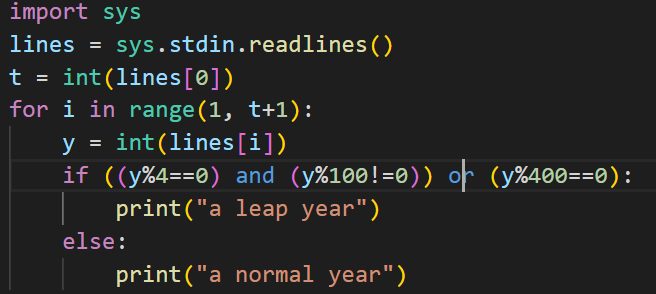 import sys
lines = sys.stdin.readlines()
t = int(lines[0])
for i in range(1, t+1):
    y = int(lines[i])
    if ((y%4==0) and (y%100!=0)) or (y%400==0):
        print("a leap year")
    else:
        print("a normal year")